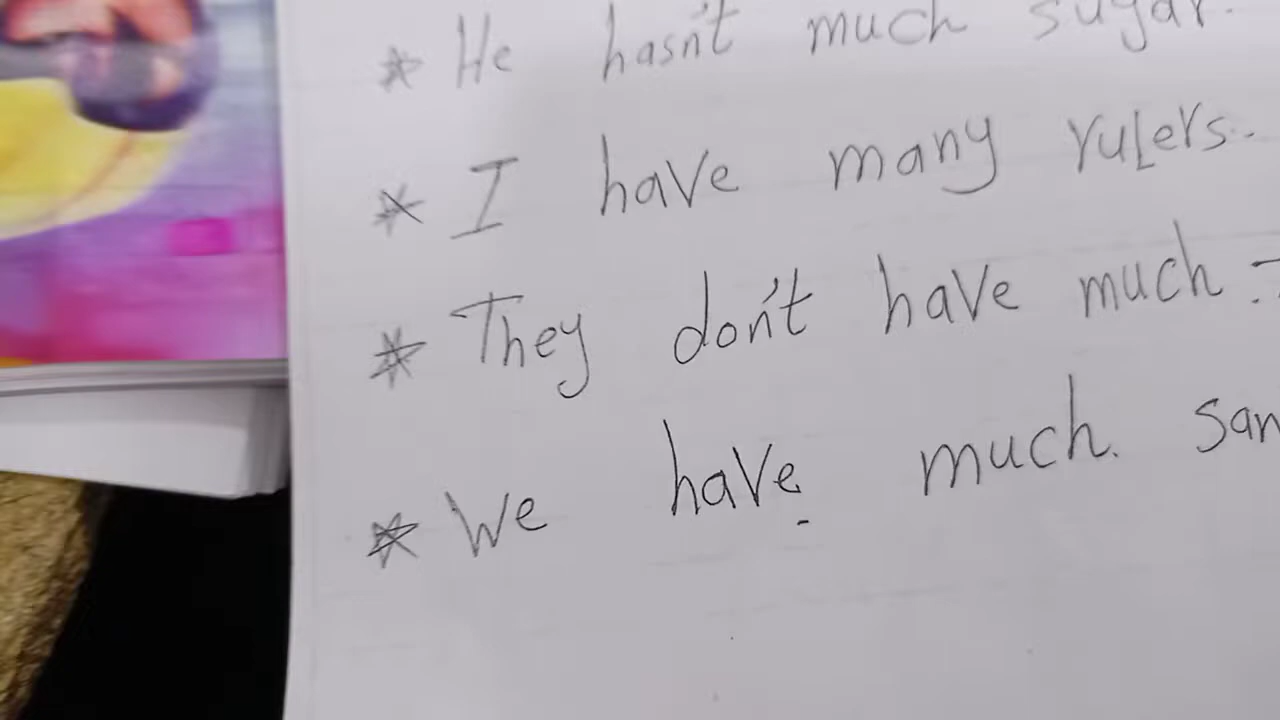 * He hasn't much sugar.
* I have many rulers.
* They don't have much
* We have much.